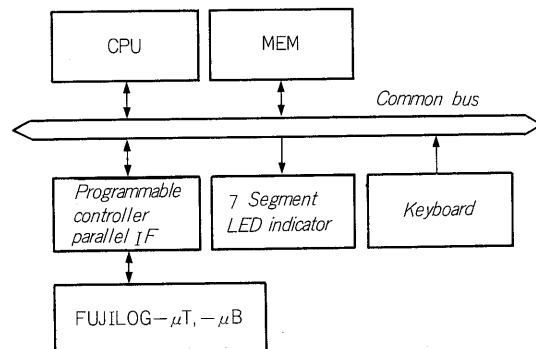 CPU
MEM
Common bus
Programmable
controller
parallel IF
7 Segment
LED indicator
Keyboard
FUJILOG−μT, −μB